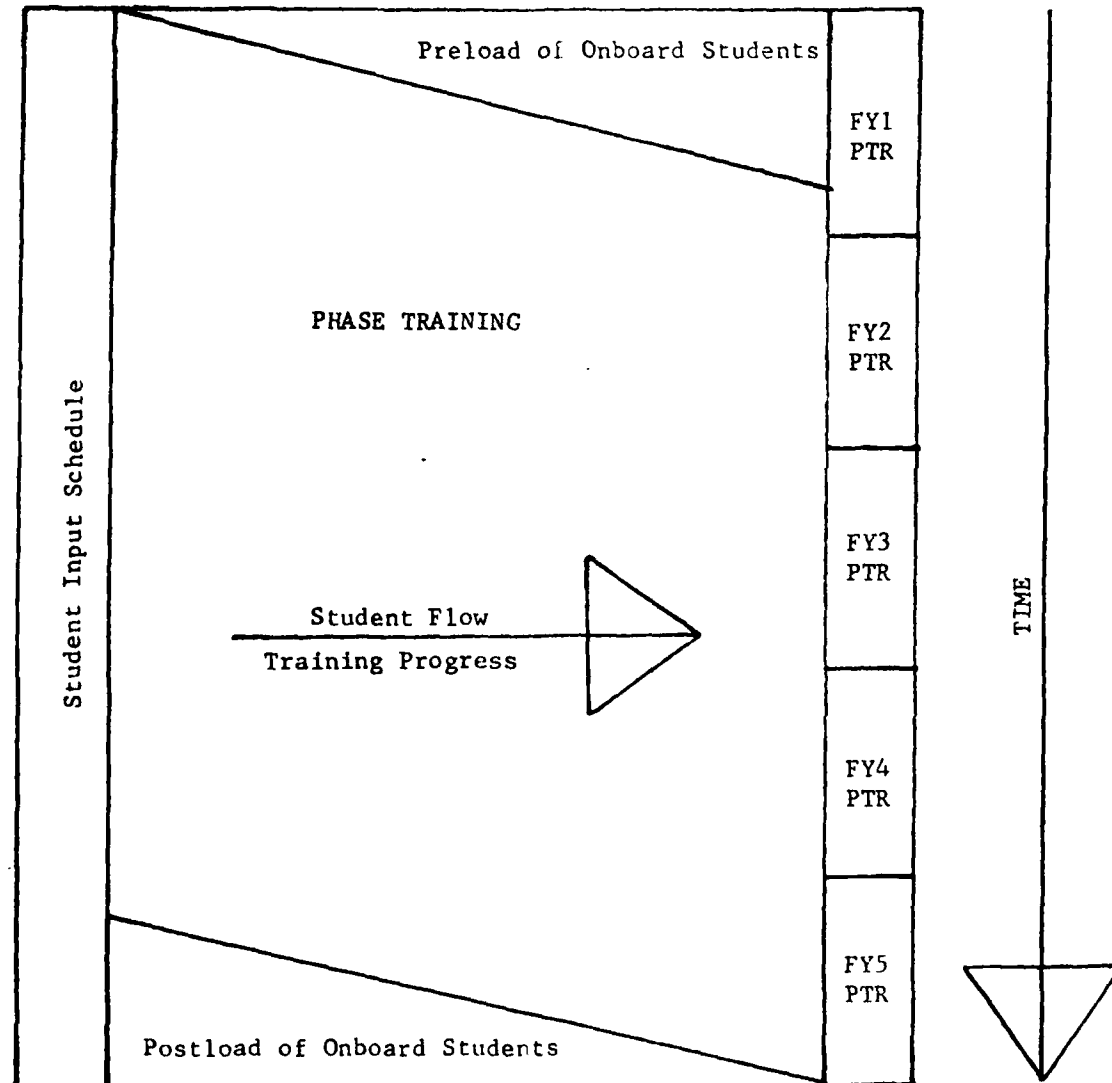 Preload of Onboard Students
FY1
PTR
PHASE TRAINING
FY2
PTR
Student Input Schedule
FY3
PTR
Student Flow
Training Progress
TIME
FY4
PTR
FY5
PTR
Postload of Onboard Students